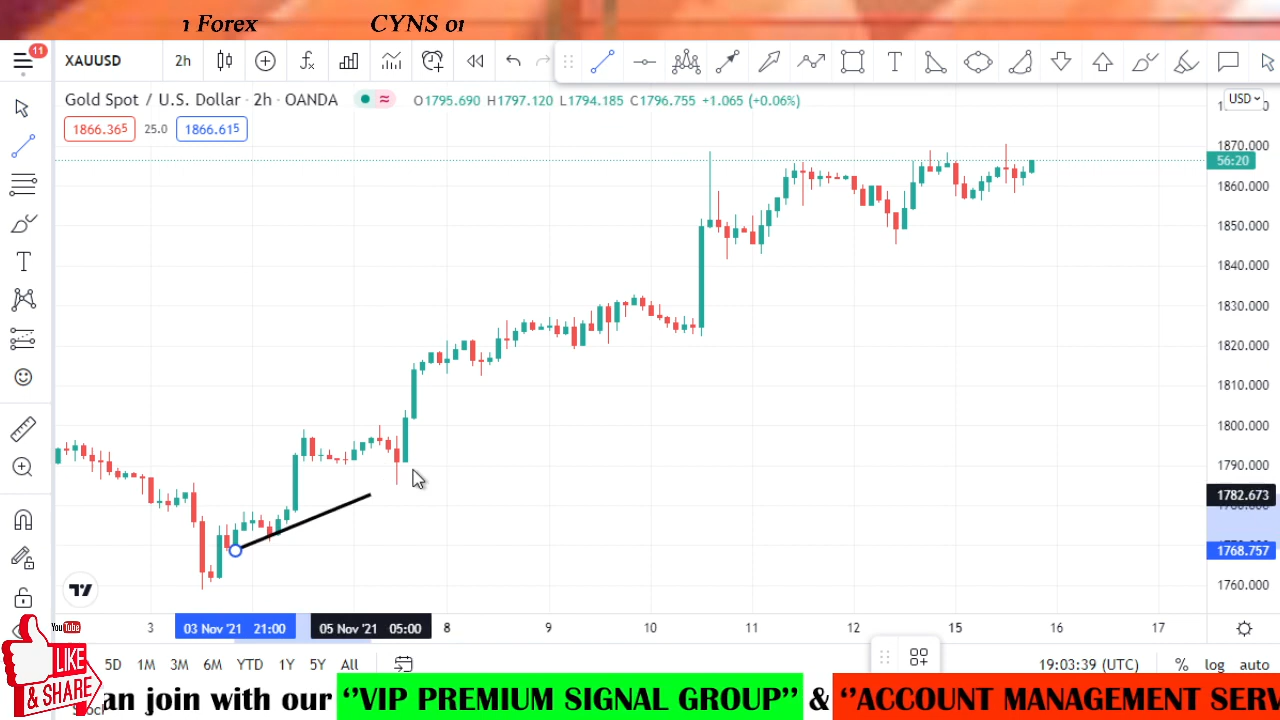 ı Forex CYNS or
11 XAUUSD 2h
Gold Spot / U.S. Dollar · 2h · OANDA O1795.690 H1797.120 L1794.185 C1796.755 +1.065 (+0.06%) USD
1866.365 25.0 1866.615
1870.000
56:20
1860.000
1850.000
1840.000
1830.000
1820.000
1810.000
1800.000
1790.000
1782.673
1768.757
1760.000
3 03 Nov '21 21:00 05 Nov '21 05:00 8 9 10 11 12 15 16 17
YouTube
5D 1M 3M 6M YTD 1Y 5Y All 19:03:39 (UTC) % log auto
LIKE
& SHARE
an join with our ‘’VIP PREMIUM SIGNAL GROUP’’ & ‘’ACCOUNT MANAGEMENT SERV